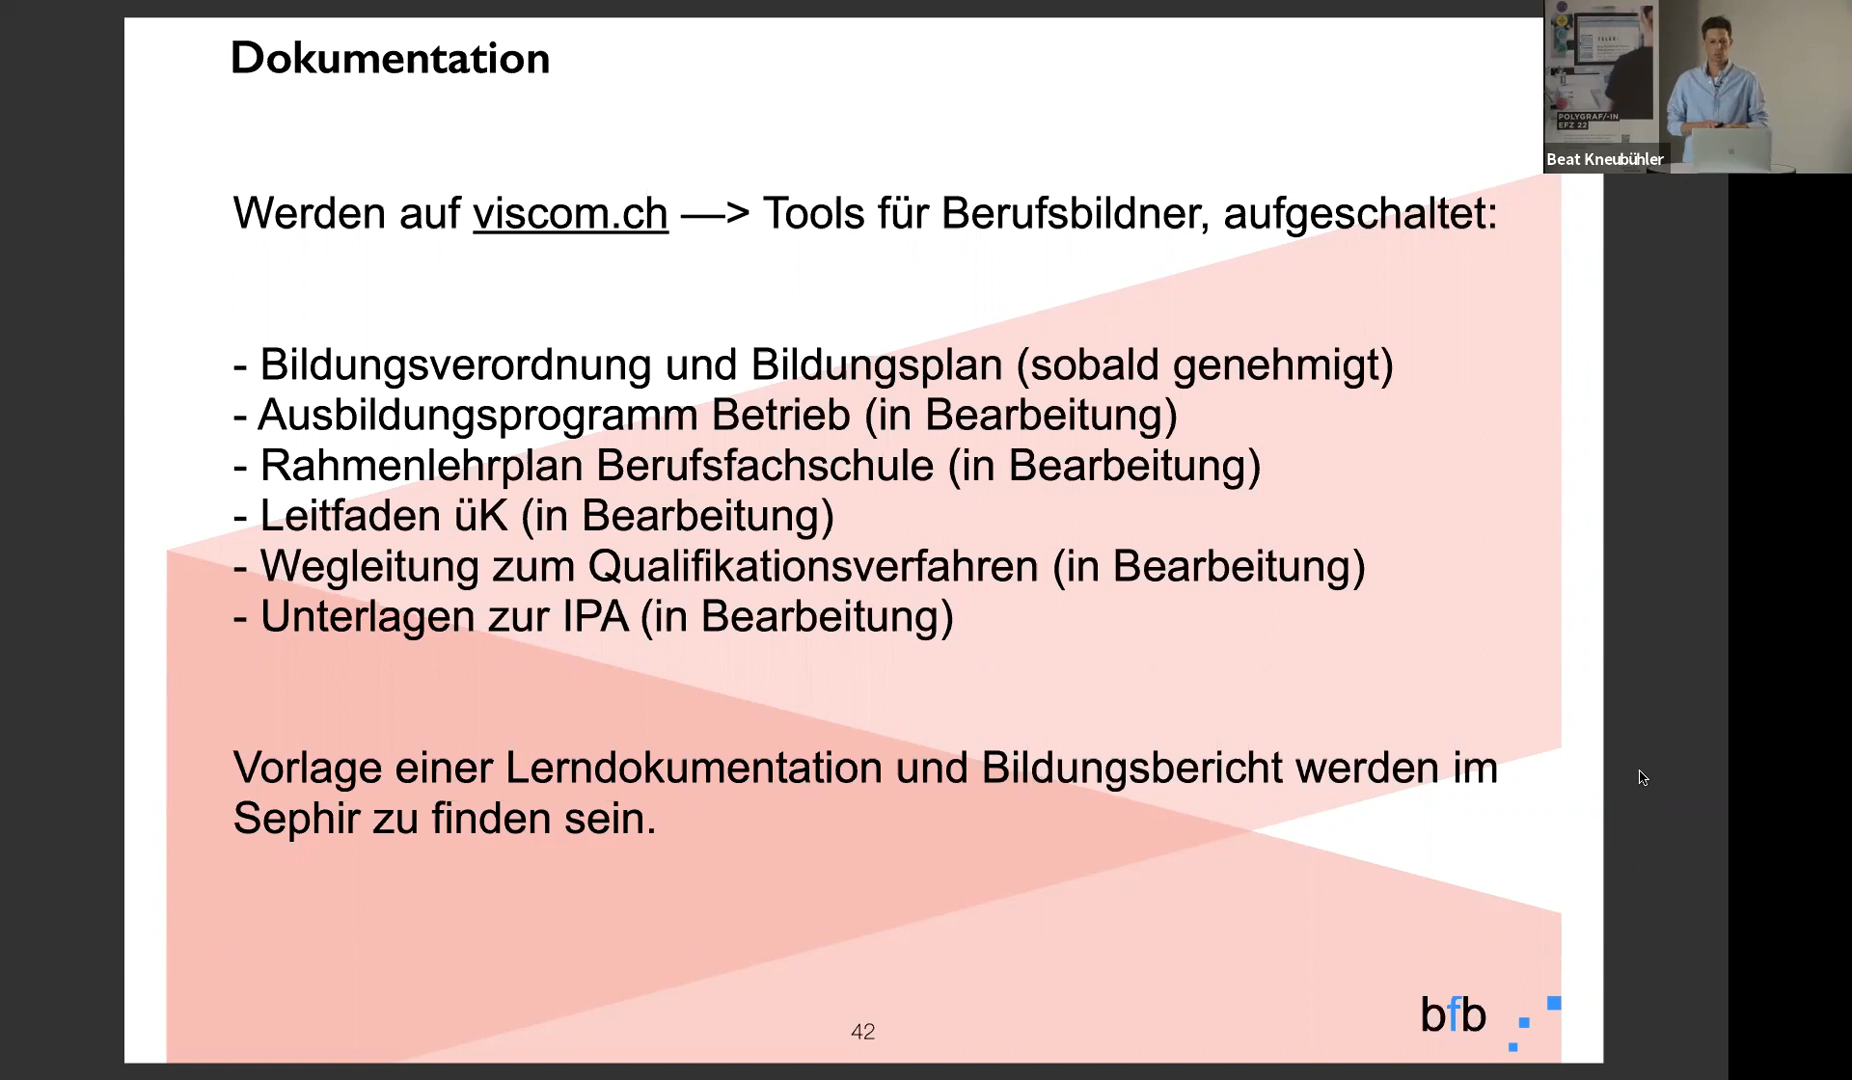 Dokumentation
Werden auf viscom.ch —> Tools für Berufsbildner, aufgeschaltet:
- Bildungsverordnung und Bildungsplan (sobald genehmigt)
- Ausbildungsprogramm Betrieb (in Bearbeitung)
- Rahmenlehrplan Berufsfachschule (in Bearbeitung)
- Leitfaden üK (in Bearbeitung)
- Wegleitung zum Qualifikationsverfahren (in Bearbeitung)
- Unterlagen zur IPA (in Bearbeitung)
Vorlage einer Lerndokumentation und Bildungsbericht werden im
Sephir zu finden sein.
42
bfb
POLYGRAF/-IN
EFZ 22
Beat Kneubühler